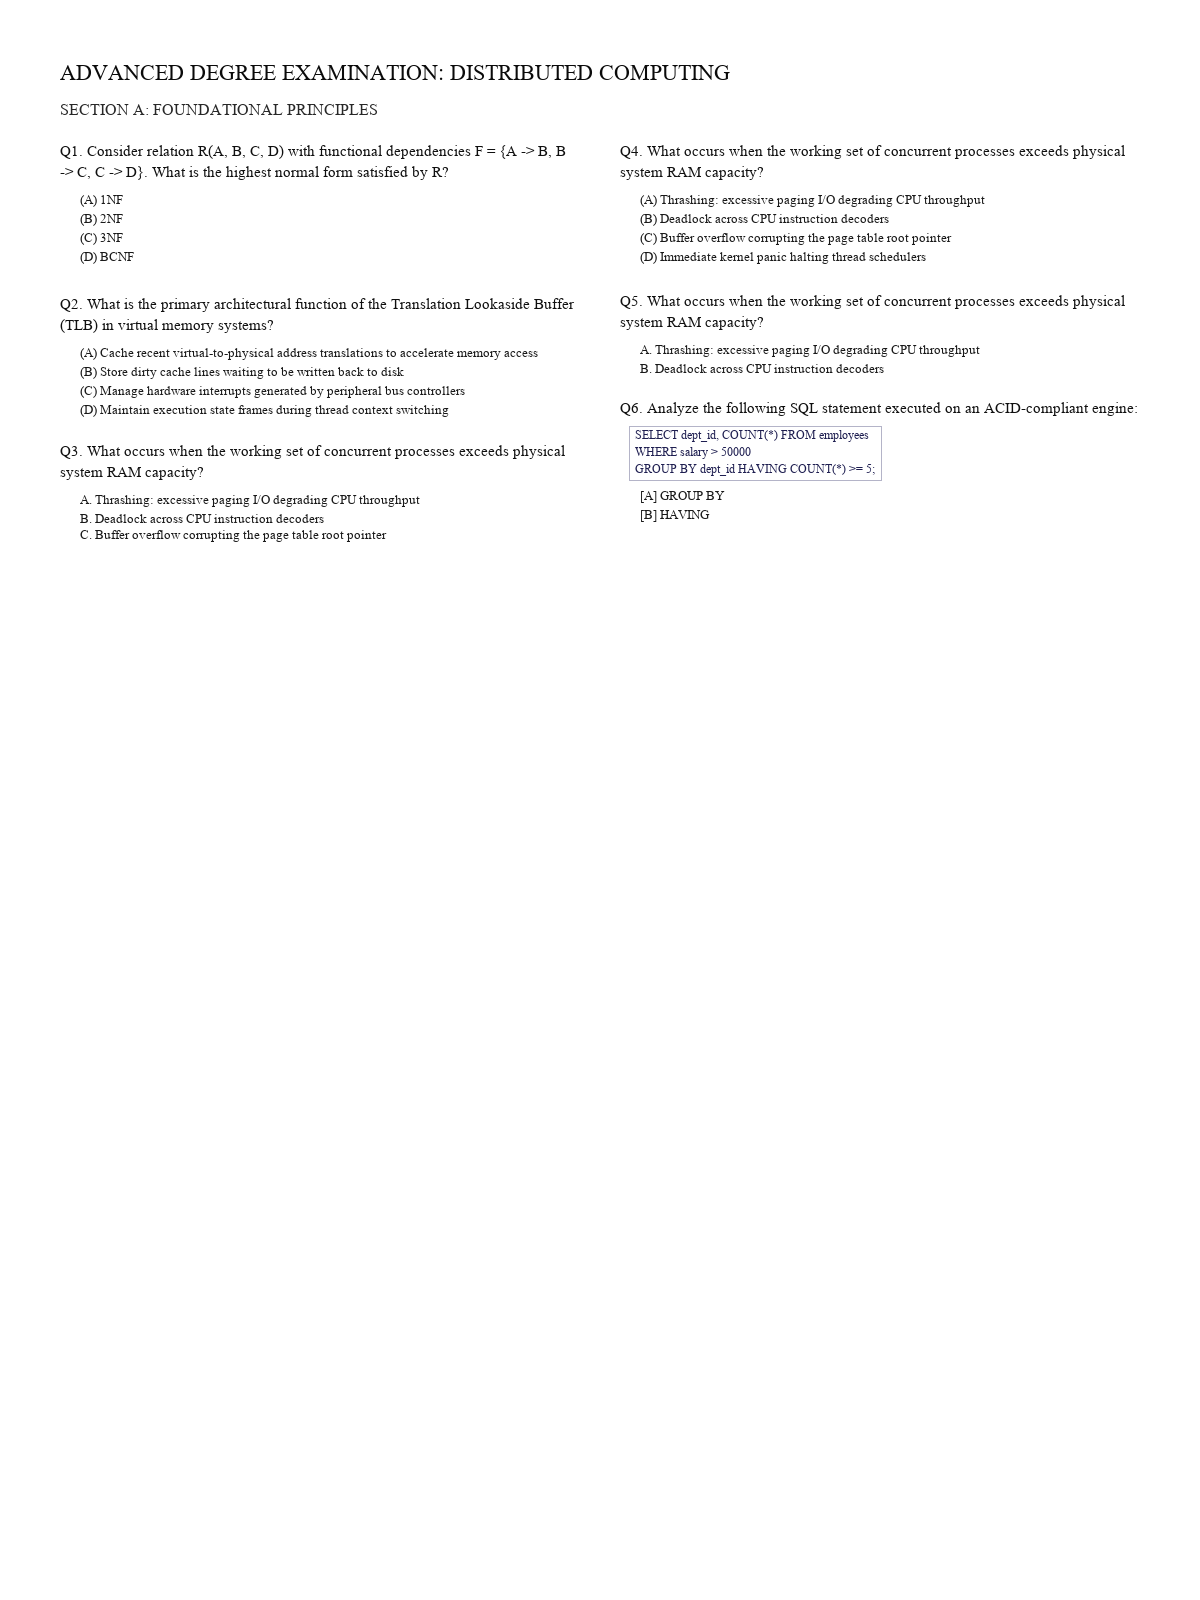 ADVANCED DEGREE EXAMINATION: DISTRIBUTED COMPUTING
SECTION A: FOUNDATIONAL PRINCIPLES
Q1. Consider relation R(A, B, C, D) with functional dependencies F = {A -> B, B
-> C, C -> D}. What is the highest normal form satisfied by R?
(A) 1NF
(B) 2NF
(C) 3NF
(D) BCNF
Q2. What is the primary architectural function of the Translation Lookaside Buffer
(TLB) in virtual memory systems?
(A) Cache recent virtual-to-physical address translations to accelerate memory access
(B) Store dirty cache lines waiting to be written back to disk
(C) Manage hardware interrupts generated by peripheral bus controllers
(D) Maintain execution state frames during thread context switching
Q3. What occurs when the working set of concurrent processes exceeds physical
system RAM capacity?
A. Thrashing: excessive paging I/O degrading CPU throughput
B. Deadlock across CPU instruction decoders
C. Buffer overflow corrupting the page table root pointer
Q4. What occurs when the working set of concurrent processes exceeds physical
system RAM capacity?
(A) Thrashing: excessive paging I/O degrading CPU throughput
(B) Deadlock across CPU instruction decoders
(C) Buffer overflow corrupting the page table root pointer
(D) Immediate kernel panic halting thread schedulers
Q5. What occurs when the working set of concurrent processes exceeds physical
system RAM capacity?
A. Thrashing: excessive paging I/O degrading CPU throughput
B. Deadlock across CPU instruction decoders
Q6. Analyze the following SQL statement executed on an ACID-compliant engine:
SELECT dept_id, COUNT(*) FROM employees
WHERE salary > 50000
GROUP BY dept_id HAVING COUNT(*) >= 5;
[A] GROUP BY
[B] HAVING